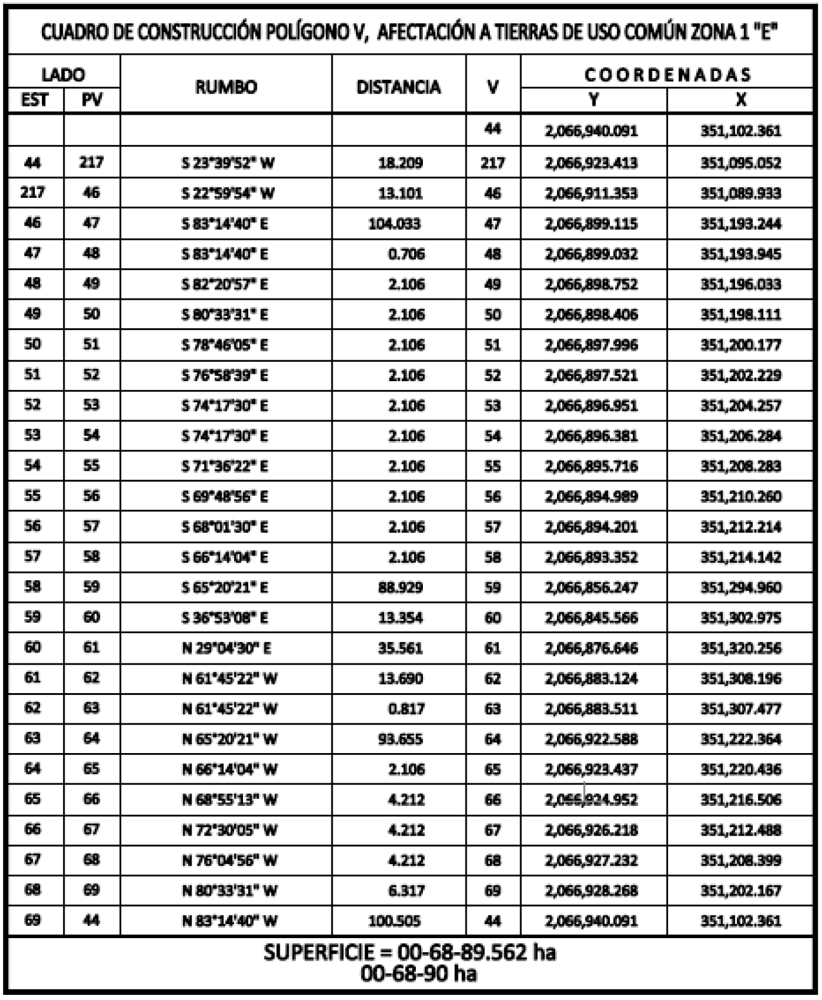 CUADRO DE CONSTRUCCIÓN POLÍGONO V, AFECTACIÓN A TIERRAS DE USO COMÚN ZONA 1 "E"
LADO RUMBO DISTANCIA V COORDENADAS
EST PV Y X
44 2,066,940.091 351,102.361
44 217 S 23°39'52" W 18.209 217 2,066,923.413 351,095.052
217 46 S 22°59'54" W 13.101 46 2,066,911.353 351,089.933
46 47 S 83°14'40" E 104.033 47 2,066,899.115 351,193.244
47 48 S 83°14'40" E 0.706 48 2,066,899.032 351,193.945
48 49 S 82°20'57" E 2.106 49 2,066,898.752 351,196.033
49 50 S 80°33'31" E 2.106 50 2,066,898.406 351,198.111
50 51 S 78°46'05" E 2.106 51 2,066,897.996 351,200.177
51 52 S 76°58'39" E 2.106 52 2,066,897.521 351,202.229
52 53 S 74°17'30" E 2.106 53 2,066,896.951 351,204.257
53 54 S 74°17'30" E 2.106 54 2,066,896.381 351,206.284
54 55 S 71°36'22" E 2.106 55 2,066,895.716 351,208.283
55 56 S 69°48'56" E 2.106 56 2,066,894.989 351,210.260
56 57 S 68°01'30" E 2.106 57 2,066,894.201 351,212.214
57 58 S 66°14'04" E 2.106 58 2,066,893.352 351,214.142
58 59 S 65°20'21" E 88.929 59 2,066,856.247 351,294.960
59 60 S 36°53'08" E 13.354 60 2,066,845.566 351,302.975
60 61 N 29°04'30" E 35.561 61 2,066,876.646 351,320.256
61 62 N 61°45'22" W 13.690 62 2,066,883.124 351,308.196
62 63 N 61°45'22" W 0.817 63 2,066,883.511 351,307.477
63 64 N 65°20'21" W 93.655 64 2,066,922.588 351,222.364
64 65 N 66°14'04" W 2.106 65 2,066,923.437 351,220.436
65 66 N 68°55'13" W 4.212 66 2,066,924.952 351,216.506
66 67 N 72°30'05" W 4.212 67 2,066,926.218 351,212.488
67 68 N 76°04'56" W 4.212 68 2,066,927.232 351,208.399
68 69 N 80°33'31" W 6.317 69 2,066,928.268 351,202.167
69 44 N 83°14'40" W 100.505 44 2,066,940.091 351,102.361
SUPERFICIE = 00-68-89.562 ha
00-68-90 ha